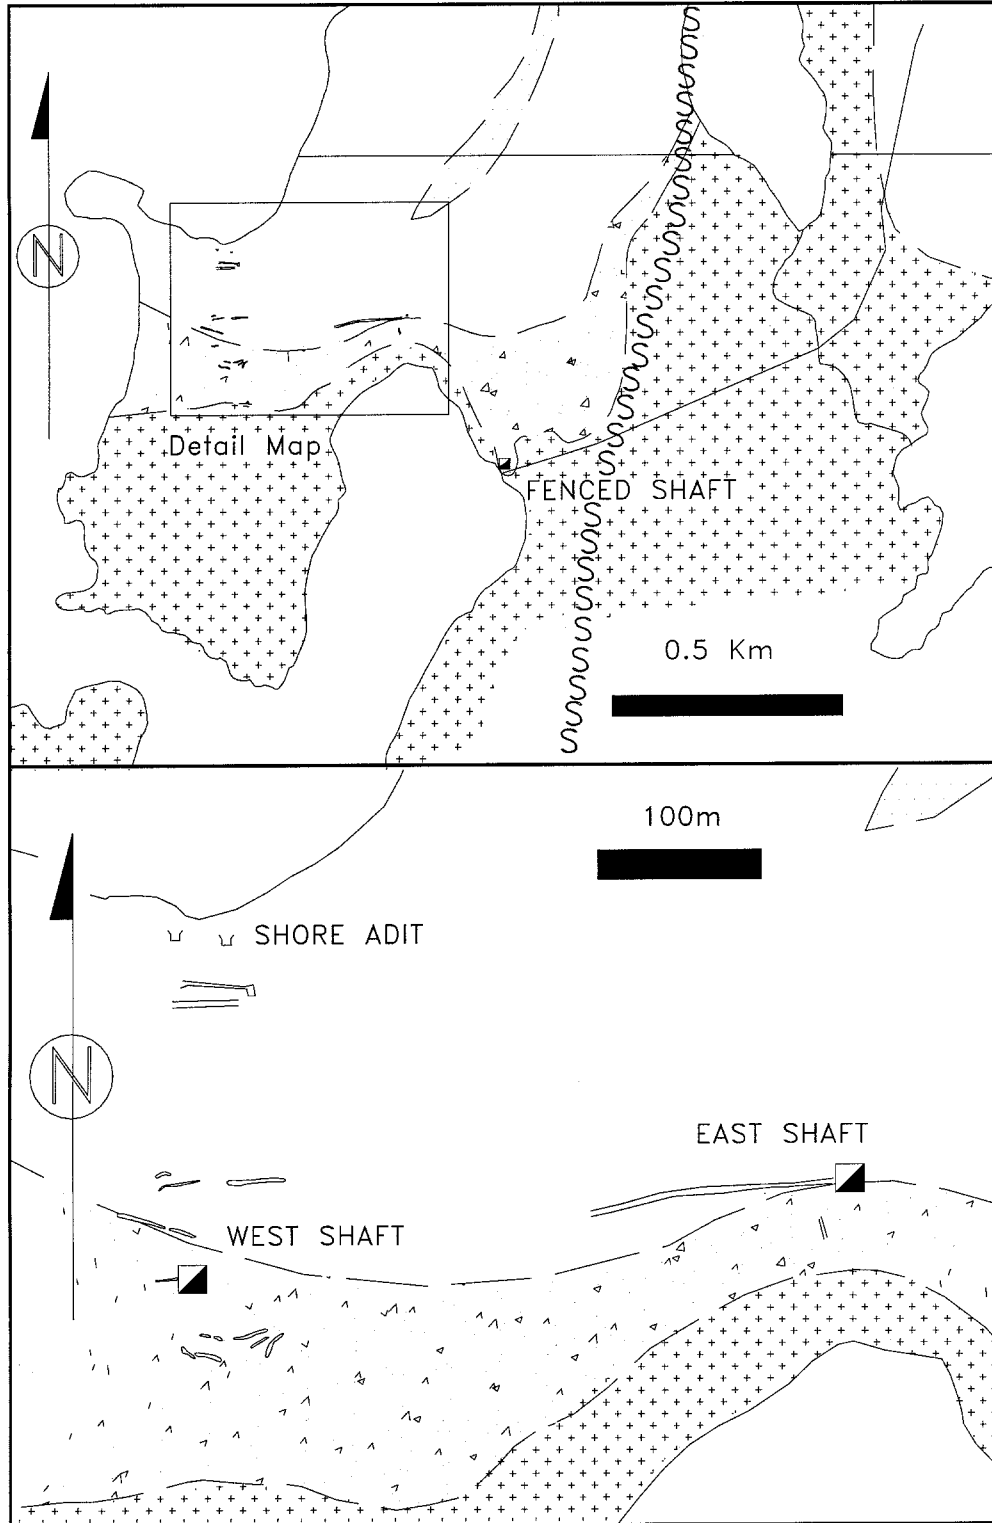 N
Detail Map
FENCED SHAFT
0.5 Km
100m
SHORE ADIT
N
EAST SHAFT
WEST SHAFT